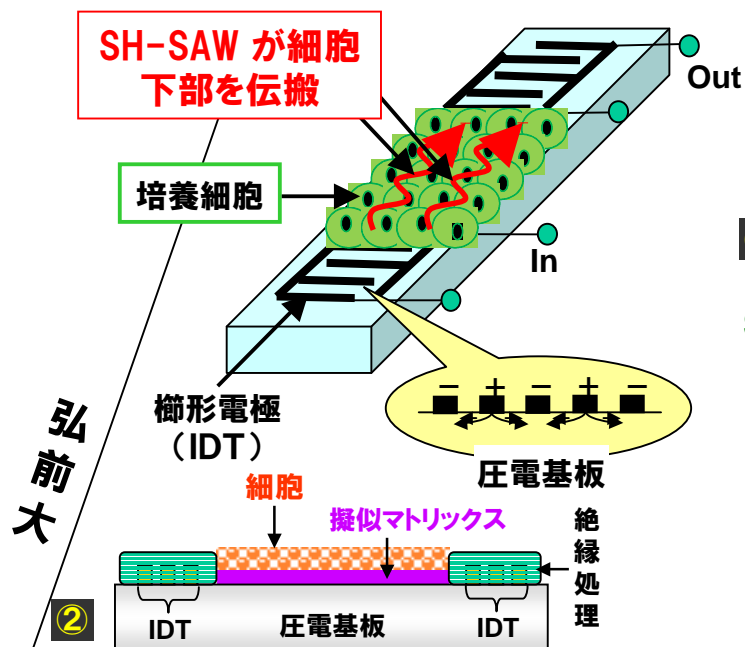 SH-SAW が細胞
下部を伝搬
Out
培養細胞
In
櫛形電極
（IDT）
− + − + −
圧電基板
弘前大
細胞
擬似マトリックス
絶縁処理
②
IDT
圧電基板
IDT